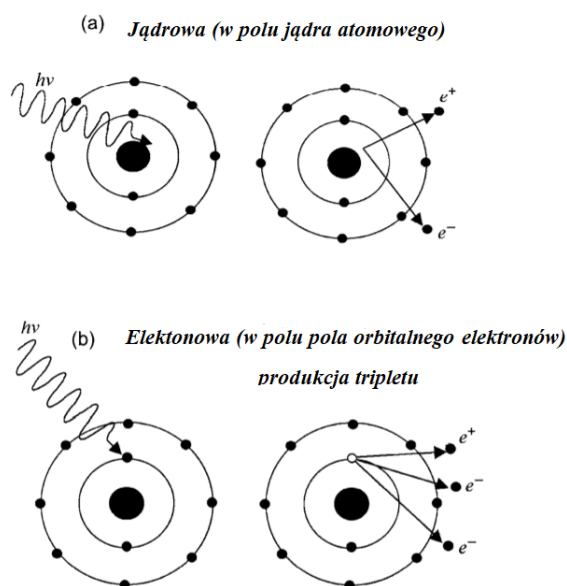 (a) Jądrowa (w polu jądra atomowego)
hν
e⁺
e⁻
hν
(b) Elektonowa (w polu pola orbitalnego elektronów)
produkcja tripletu
e⁺
e⁻
e⁻